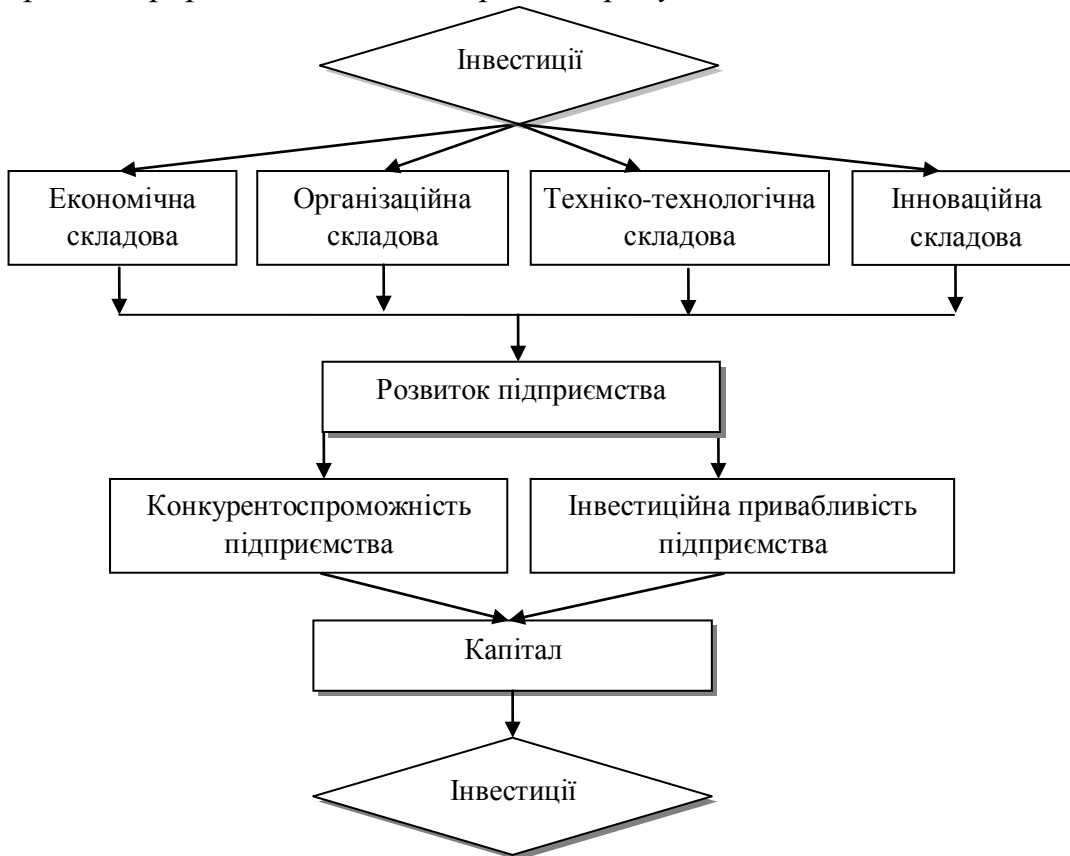 Інвестиції
Економічна
складова
Організаційна
складова
Техніко-технологічна
складова
Інноваційна
складова
Розвиток підприємства
Конкурентоспроможність
підприємства
Інвестиційна привабливість
підприємства
Капітал
Інвестиції